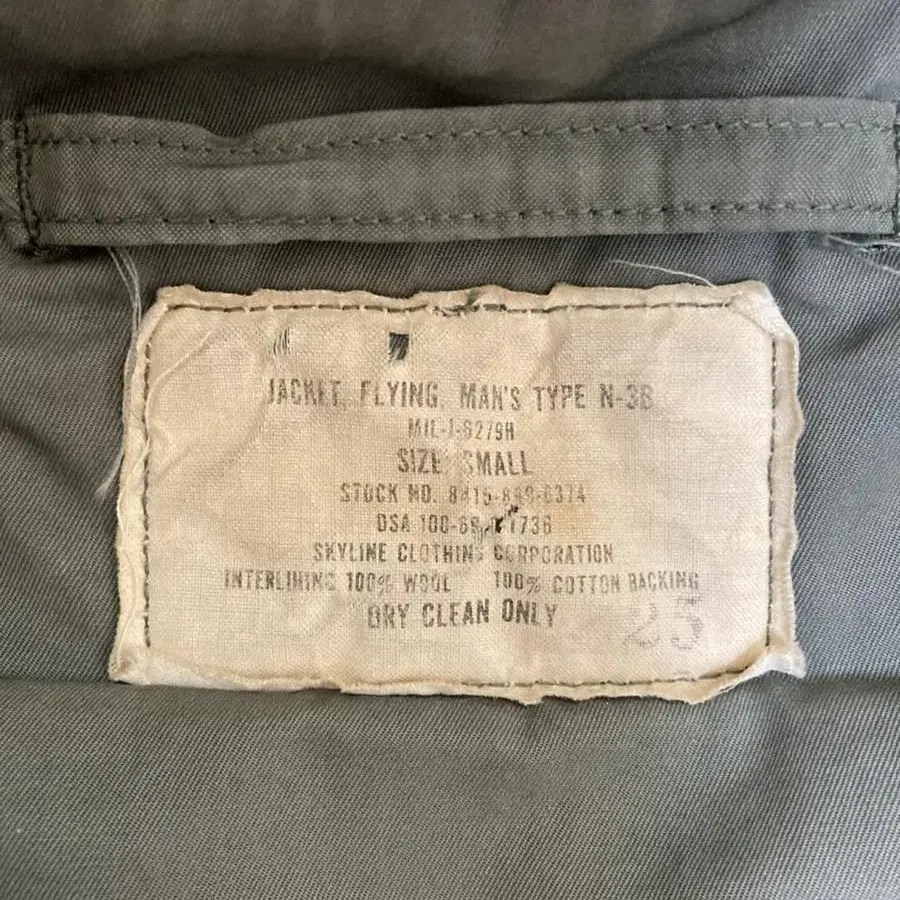 JACKET, FLYING, MAN'S TYPE N-3B
MIL-J-6279H
SIZE: SMALL
STOCK NO. 8415-
DSA 100-
SKYLINE CLOTHING CORPORATION
INTERLINING 100% WOOL 100% COTTON BACKING
DRY CLEAN ONLY
25